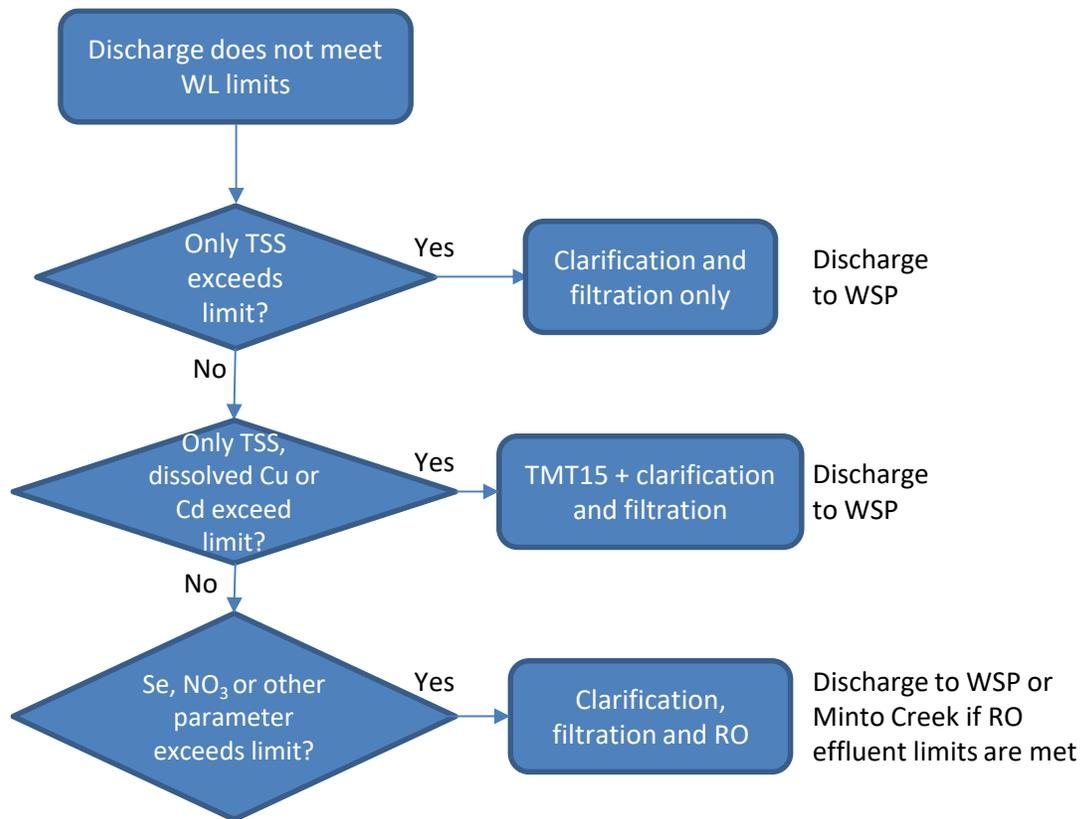 Discharge does not meet
WL limits
Only TSS
exceeds
limit?
Yes
Clarification and
filtration only
Discharge
to WSP
No
Only TSS,
dissolved Cu or
Cd exceed
limit?
Yes
TMT15 + clarification
and filtration
Discharge
to WSP
No
Se, NO₃ or other
parameter
exceeds limit?
Yes
Clarification,
filtration and RO
Discharge to WSP or
Minto Creek if RO
effluent limits are met